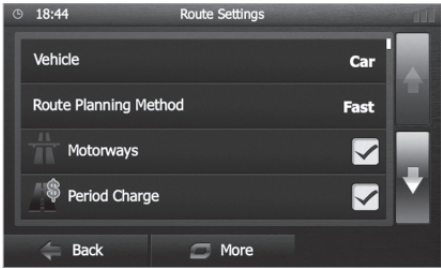 18:44 Route Settings
Vehicle Car
Route Planning Method Fast
Motorways
Period Charge
Back More